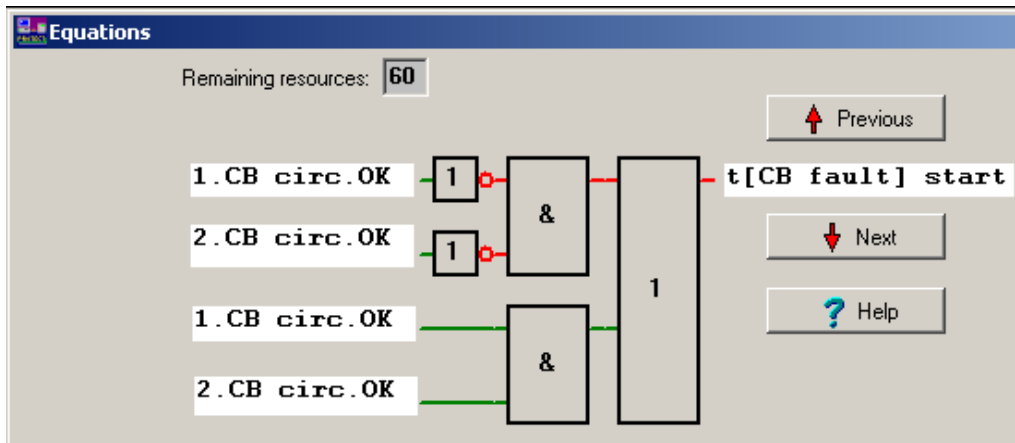 Equations
Remaining resources: 60
Previous
1.CB circ.OK 1 & t[CB fault] start
2.CB circ.OK 1 Next
1
1.CB circ.OK Help
&
2.CB circ.OK